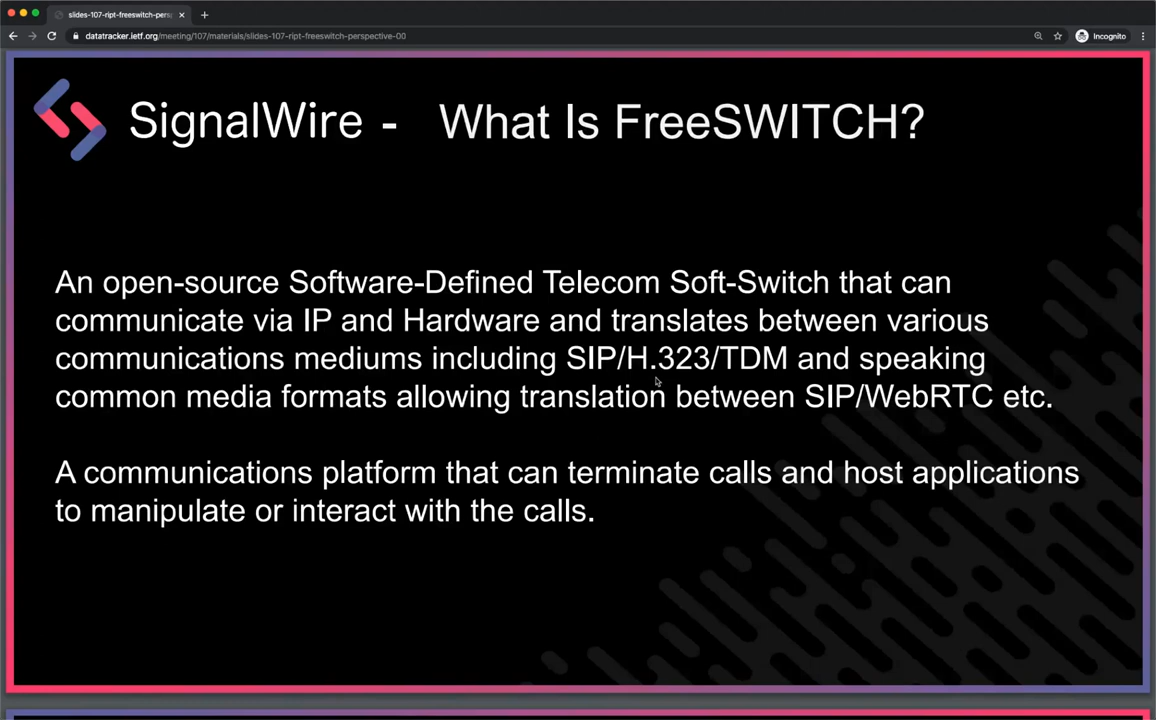 slides-107-ript-freeswitch-pers
datatracker.ietf.org/meeting/107/materials/slides-107-ript-freeswitch-perspective-00
Incognito
SignalWire - What Is FreeSWITCH?
An open-source Software-Defined Telecom Soft-Switch that can
communicate via IP and Hardware and translates between various
communications mediums including SIP/H.323/TDM and speaking
common media formats allowing translation between SIP/WebRTC etc.
A communications platform that can terminate calls and host applications
to manipulate or interact with the calls.